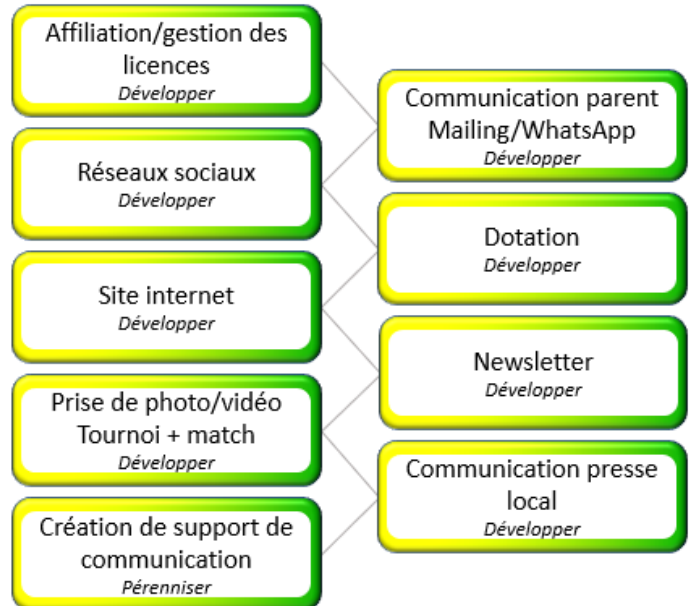 Affiliation/gestion des
licences
Développer
Communication parent
Mailing/WhatsApp
Développer
Réseaux sociaux
Développer
Dotation
Développer
Site internet
Développer
Newsletter
Développer
Prise de photo/vidéo
Tournoi + match
Développer
Communication presse
local
Développer
Création de support de
communication
Pérenniser